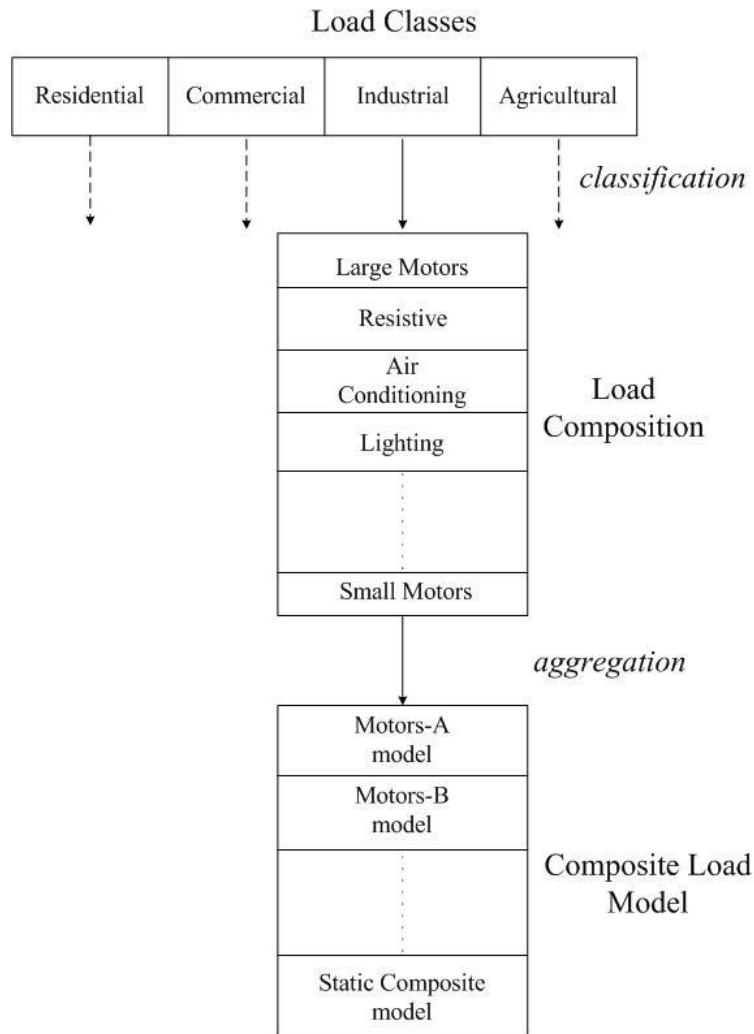 Load Classes
Residential
Commercial
Industrial
Agricultural
classification
Large Motors
Resistive
Air
Conditioning
Lighting
Load
Composition
Small Motors
aggregation
Motors-A
model
Motors-B
model
Composite Load
Model
Static Composite
model